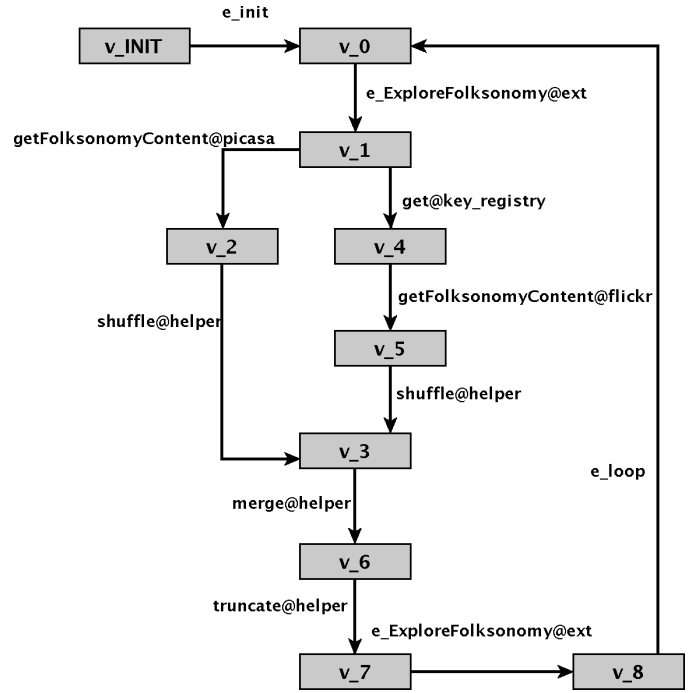 e_init
v_INIT
v_0
e_ExploreFolksonomy@ext
getFolksonomyContent@picasa
v_1
get@key_registry
v_2
v_4
getFolksonomyContent@flickr
shuffle@helper
v_5
shuffle@helper
v_3
e_loop
merge@helper
v_6
truncate@helper
e_ExploreFolksonomy@ext
v_7
v_8